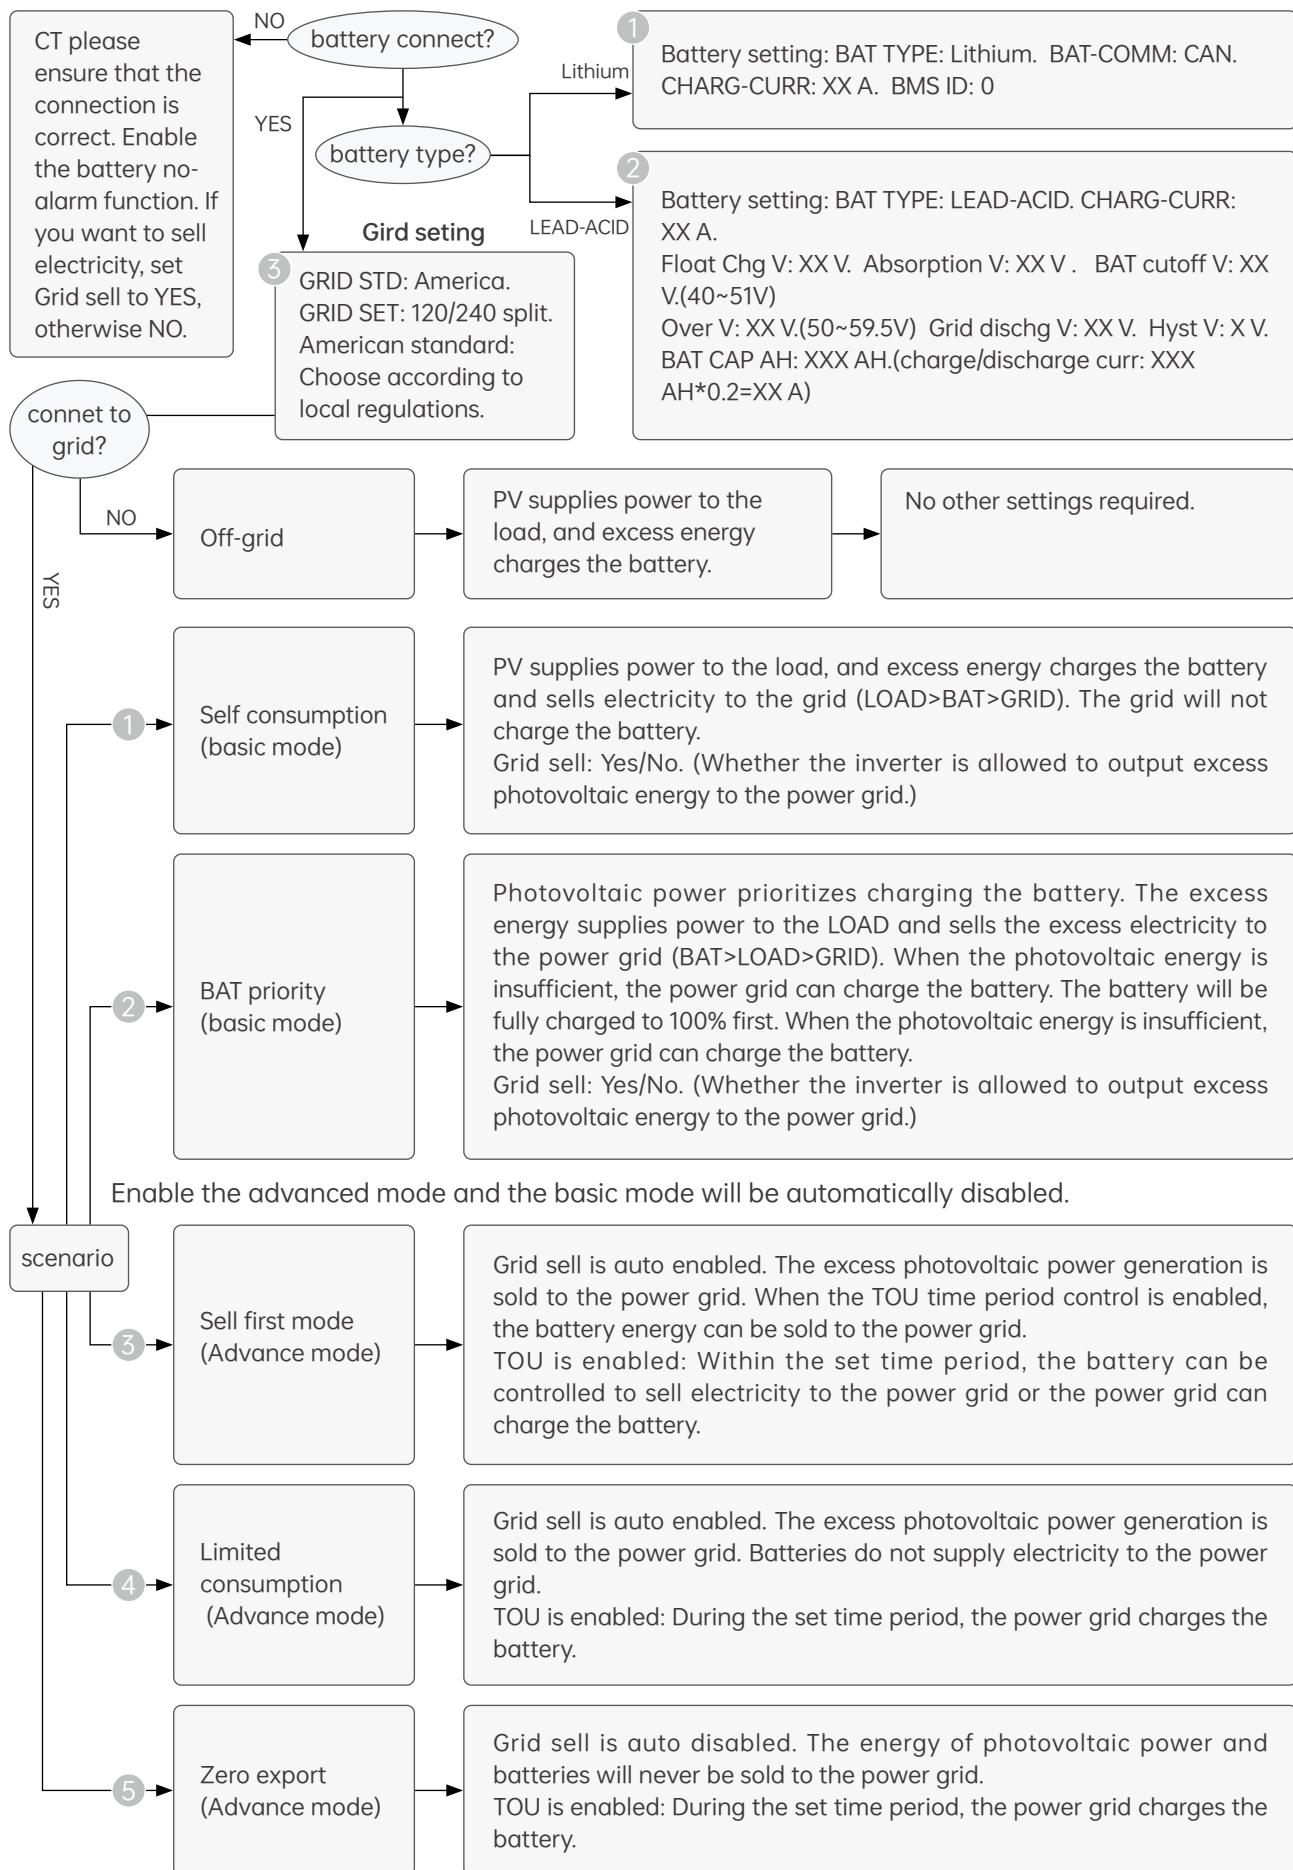 NO
CT please
ensure that the
connection is
correct. Enable
the battery no-
alarm function. If
you want to sell
electricity, set
Grid sell to YES,
otherwise NO.
battery connect?
YES
battery type?
Lithium
LEAD-ACID
1
Battery setting: BAT TYPE: Lithium. BAT-COMM: CAN.
CHARG-CURR: XX A. BMS ID: 0
2
Battery setting: BAT TYPE: LEAD-ACID. CHARG-CURR:
XX A.
Float Chg V: XX V. Absorption V: XX V . BAT cutoff V: XX
V.(40~51V)
Over V: XX V.(50~59.5V) Grid dischg V: XX V. Hyst V: X V.
BAT CAP AH: XXX AH.(charge/discharge curr: XXX
AH*0.2=XX A)
Gird seting
3
GRID STD: America.
GRID SET: 120/240 split.
American standard:
Choose according to
local regulations.
connet to
grid?
NO
Off-grid
PV supplies power to the
load, and excess energy
charges the battery.
No other settings required.
YES
1
Self consumption
(basic mode)
PV supplies power to the load, and excess energy charges the battery
and sells electricity to the grid (LOAD>BAT>GRID). The grid will not
charge the battery.
Grid sell: Yes/No. (Whether the inverter is allowed to output excess
photovoltaic energy to the power grid.)
2
BAT priority
(basic mode)
Photovoltaic power prioritizes charging the battery. The excess
energy supplies power to the LOAD and sells the excess electricity to
the power grid (BAT>LOAD>GRID). When the photovoltaic energy is
insufficient, the power grid can charge the battery. The battery will be
fully charged to 100% first. When the photovoltaic energy is insufficient,
the power grid can charge the battery.
Grid sell: Yes/No. (Whether the inverter is allowed to output excess
photovoltaic energy to the power grid.)
Enable the advanced mode and the basic mode will be automatically disabled.
scenario
3
Sell first mode
(Advance mode)
Grid sell is auto enabled. The excess photovoltaic power generation is
sold to the power grid. When the TOU time period control is enabled,
the battery energy can be sold to the power grid.
TOU is enabled: Within the set time period, the battery can be
controlled to sell electricity to the power grid or the power grid can
charge the battery.
4
Limited
consumption
(Advance mode)
Grid sell is auto enabled. The excess photovoltaic power generation is
sold to the power grid. Batteries do not supply electricity to the power
grid.
TOU is enabled: During the set time period, the power grid charges the
battery.
5
Zero export
(Advance mode)
Grid sell is auto disabled. The energy of photovoltaic power and
batteries will never be sold to the power grid.
TOU is enabled: During the set time period, the power grid charges the
battery.